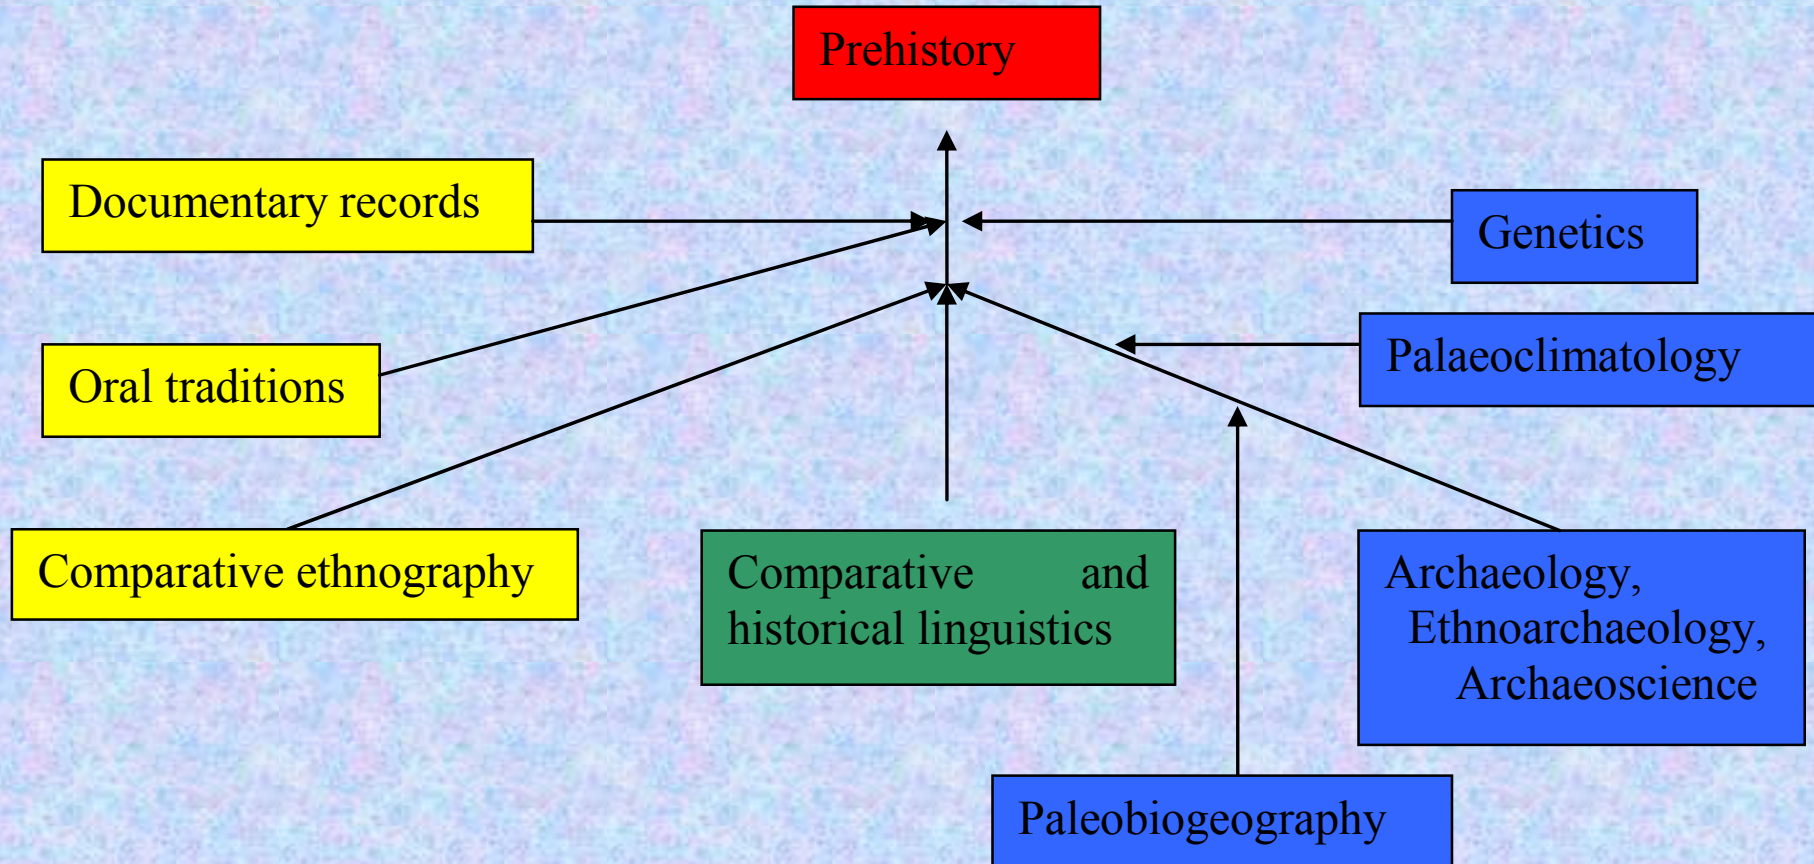 Prehistory
Documentary records
Genetics
Palaeoclimatology
Oral traditions
Comparative ethnography
Comparative and
historical linguistics
Archaeology,
Ethnoarchaeology,
Archaeoscience
Paleobiogeography